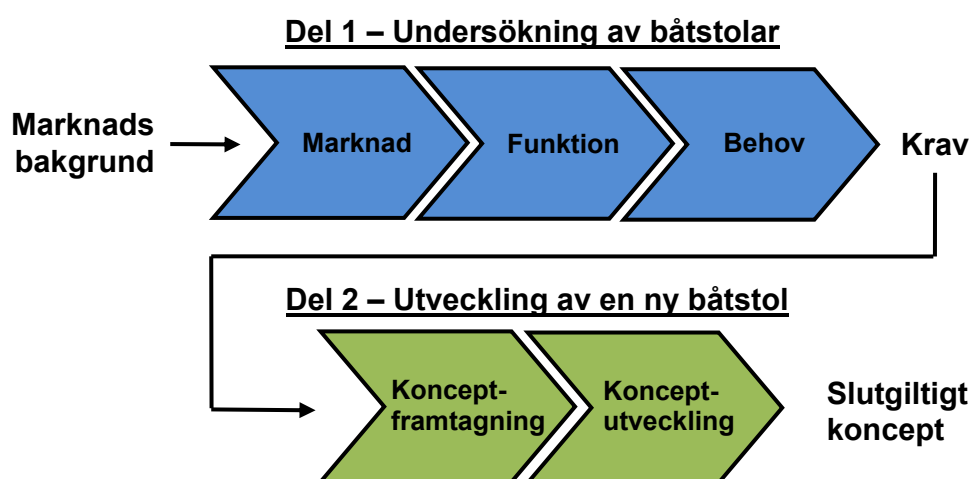 Del 1 – Undersökning av båtstolar
Marknads
bakgrund
Marknad
Funktion
Behov
Krav
Del 2 – Utveckling av en ny båtstol
Koncept-
framtagning
Koncept-
utveckling
Slutgiltigt
koncept